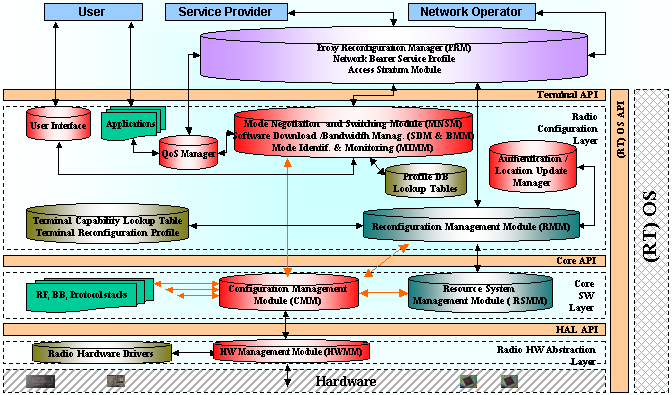 User
Service Provider
Network Operator
Proxy Reconfiguration Manager (PRM)
Network Bearer Service Profile
Access Stratum Module
Terminal API
User Interface
Applications
QoS Manager
Mode Negotiation and Switching Module (MNSM)
Software Download /Bandwidth Manag. (SDM & BMM)
Mode Identif. & Monitoring (MIMM)
Radio
Configuration
Layer
Profile DB
Lookup Tables
Authentication /
Location Update
Manager
Terminal Capability Lookup Table
Terminal Reconfiguration Profile
Reconfiguration Management Module (RMM)
Core API
RF, BB, Protocol stacks
Configuration Management
Module (CMM)
Resource System
Management Module ( RSMM)
Core
SW
Layer
HAL API
Radio Hardware Drivers
HW Management Module (HWMM)
Radio HW Abstraction
Layer
Hardware
(RT) OS API
(RT) OS